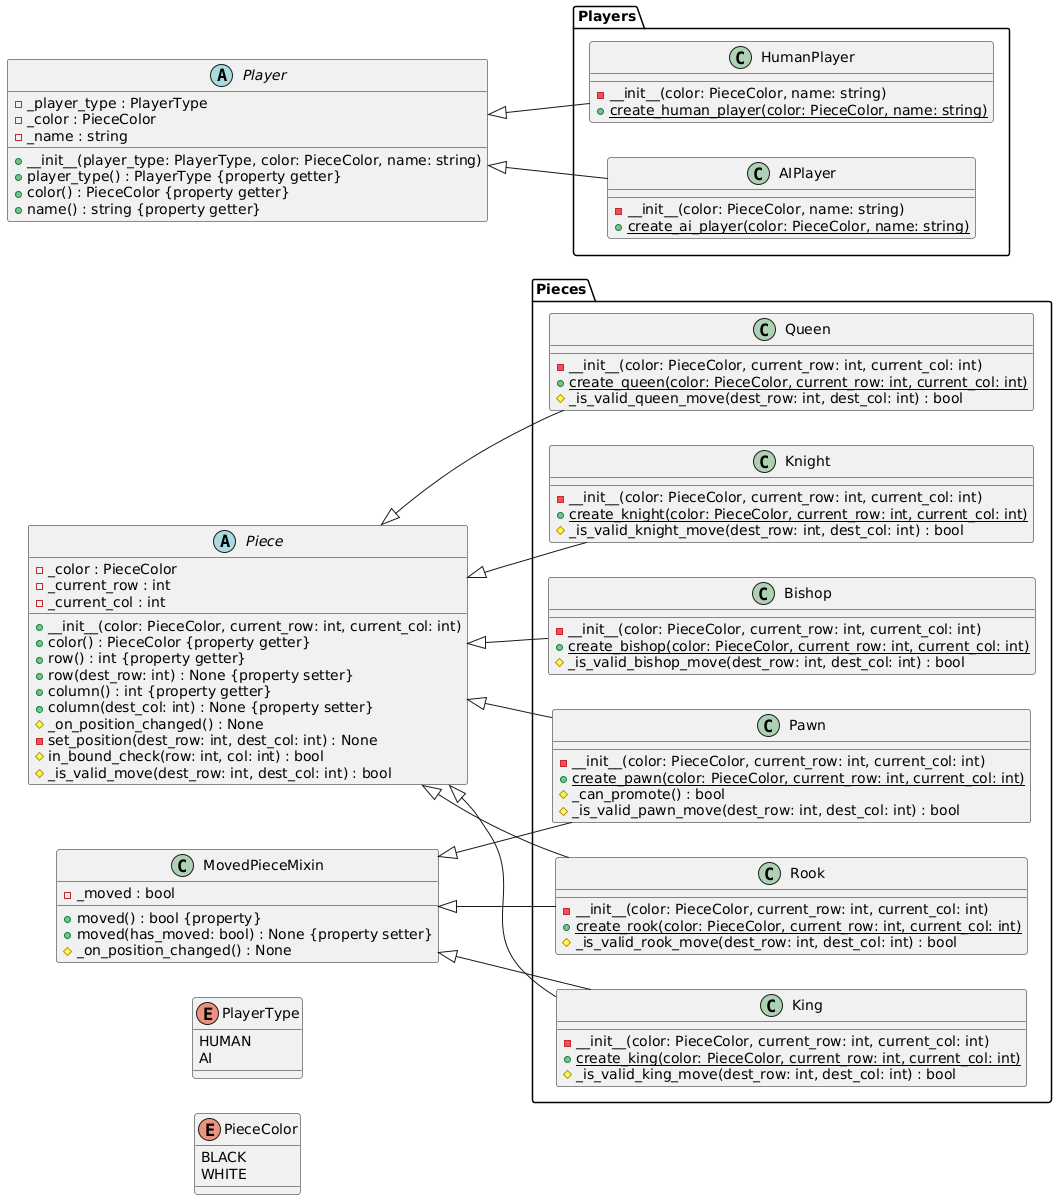 Players
A Player
_player_type : PlayerType
_color : PieceColor
_name : string
__init__(player_type: PlayerType, color: PieceColor, name: string)
player_type() : PlayerType {property getter}
color() : PieceColor {property getter}
name() : string {property getter}
C HumanPlayer
__init__(color: PieceColor, name: string)
create_human_player(color: PieceColor, name: string)
C AIPlayer
__init__(color: PieceColor, name: string)
create_ai_player(color: PieceColor, name: string)
Pieces
C Queen
__init__(color: PieceColor, current_row: int, current_col: int)
create_queen(color: PieceColor, current_row: int, current_col: int)
_is_valid_queen_move(dest_row: int, dest_col: int) : bool
C Knight
__init__(color: PieceColor, current_row: int, current_col: int)
create_knight(color: PieceColor, current_row: int, current_col: int)
_is_valid_knight_move(dest_row: int, dest_col: int) : bool
A Piece
_color : PieceColor
_current_row : int
_current_col : int
__init__(color: PieceColor, current_row: int, current_col: int)
color() : PieceColor {property getter}
row() : int {property getter}
row(dest_row: int) : None {property setter}
column() : int {property getter}
column(dest_col: int) : None {property setter}
_on_position_changed() : None
set_position(dest_row: int, dest_col: int) : None
in_bound_check(row: int, col: int) : bool
_is_valid_move(dest_row: int, dest_col: int) : bool
C Bishop
__init__(color: PieceColor, current_row: int, current_col: int)
create_bishop(color: PieceColor, current_row: int, current_col: int)
_is_valid_bishop_move(dest_row: int, dest_col: int) : bool
C Pawn
__init__(color: PieceColor, current_row: int, current_col: int)
create_pawn(color: PieceColor, current_row: int, current_col: int)
_can_promote() : bool
_is_valid_pawn_move(dest_row: int, dest_col: int) : bool
C MovedPieceMixin
_moved : bool
moved() : bool {property}
moved(has_moved: bool) : None {property setter}
_on_position_changed() : None
C Rook
__init__(color: PieceColor, current_row: int, current_col: int)
create_rook(color: PieceColor, current_row: int, current_col: int)
_is_valid_rook_move(dest_row: int, dest_col: int) : bool
C King
__init__(color: PieceColor, current_row: int, current_col: int)
create_king(color: PieceColor, current_row: int, current_col: int)
_is_valid_king_move(dest_row: int, dest_col: int) : bool
E PlayerType
HUMAN
AI
E PieceColor
BLACK
WHITE